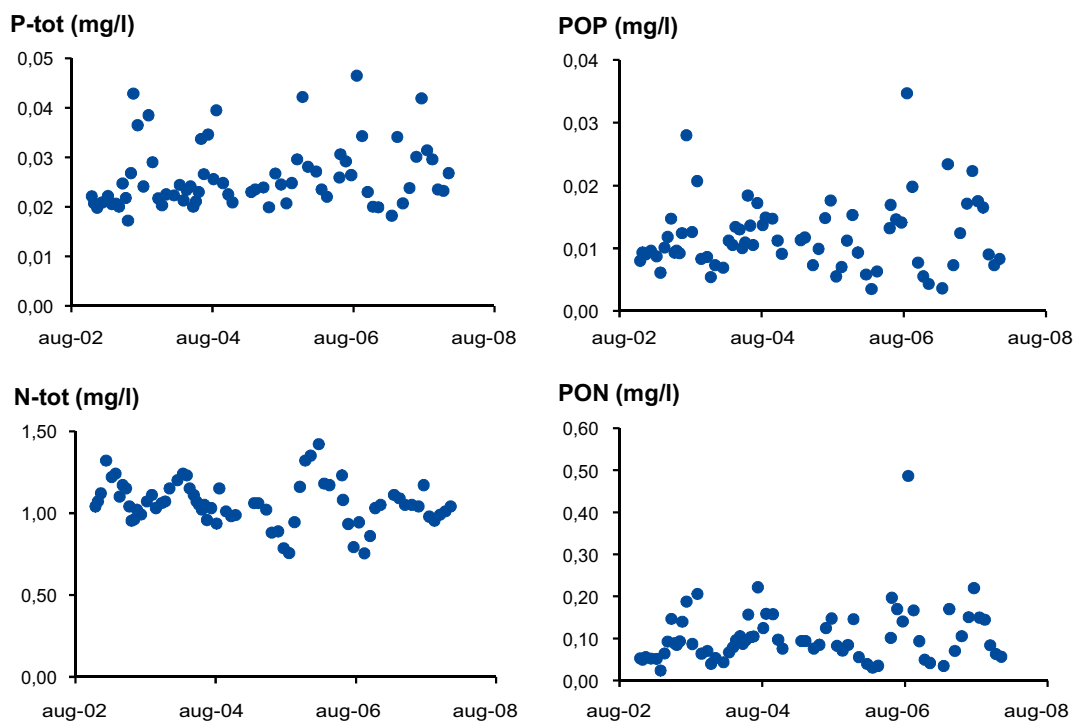 P-tot (mg/l)
0,05
0,04
0,03
0,02
0,01
0,00
aug-02 aug-04 aug-06 aug-08
POP (mg/l)
0,04
0,03
0,02
0,01
0,00
aug-02 aug-04 aug-06 aug-08
N-tot (mg/l)
1,50
1,00
0,50
0,00
aug-02 aug-04 aug-06 aug-08
PON (mg/l)
0,60
0,50
0,40
0,30
0,20
0,10
0,00
aug-02 aug-04 aug-06 aug-08